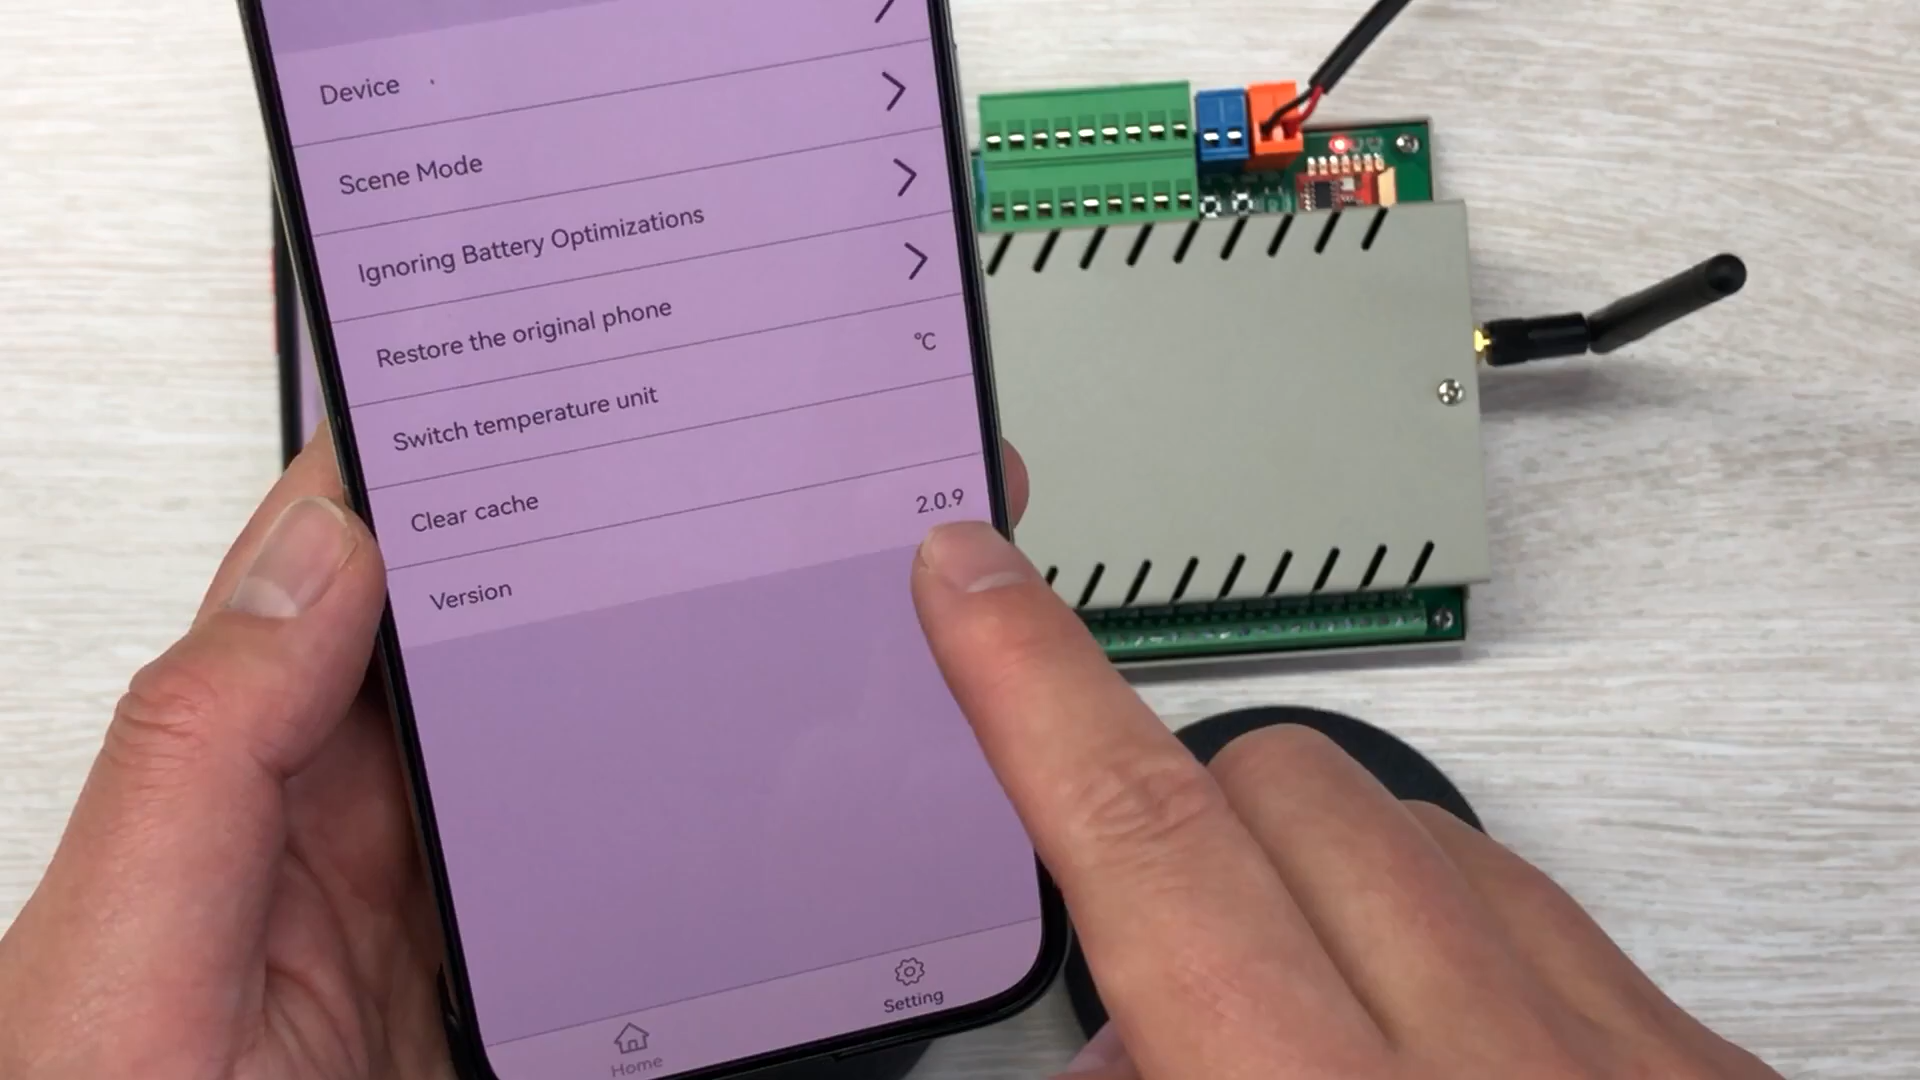 Device
Scene Mode
Ignoring Battery Optimizations
Restore the original phone
Switch temperature unit
°C
Clear cache
Version
2.0.9
Home
Setting